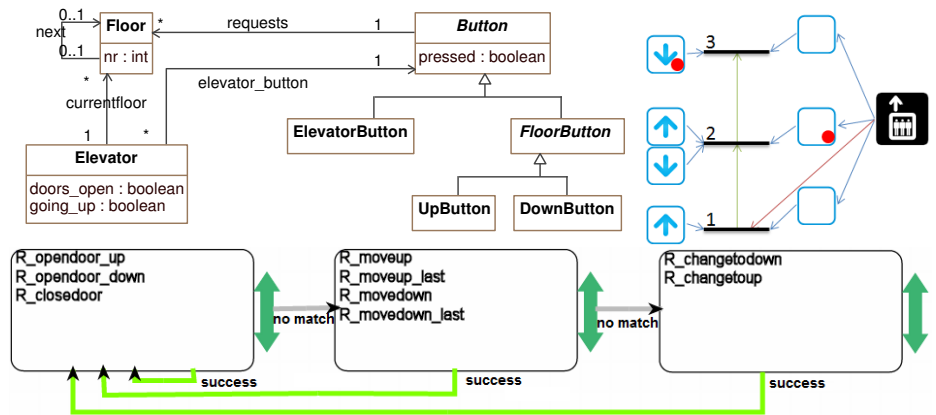 0..1
next
0..1
Floor
nr : int
*
requests
1
Button
pressed : boolean
*
currentfloor
1
*
elevator_button
1
ElevatorButton
FloorButton
Elevator
doors_open : boolean
going_up : boolean
UpButton
DownButton
3
2
1
R_opendoor_up
R_opendoor_down
R_closedoor
no match
success
R_moveup
R_moveup_last
R_movedown
R_movedown_last
no match
success
R_changetodown
R_changetoup
success